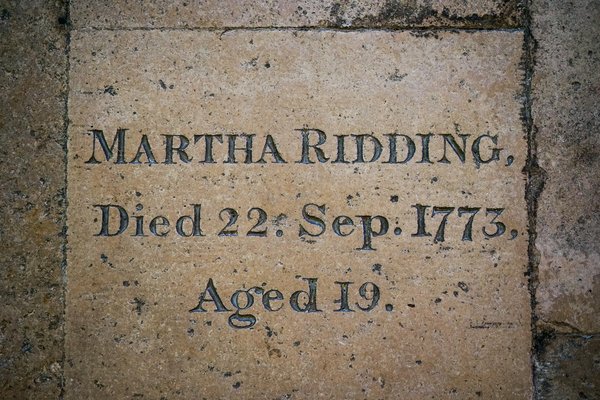 MARTHA RIDDING,
Died 22: Sep: 1773,
Aged 19.